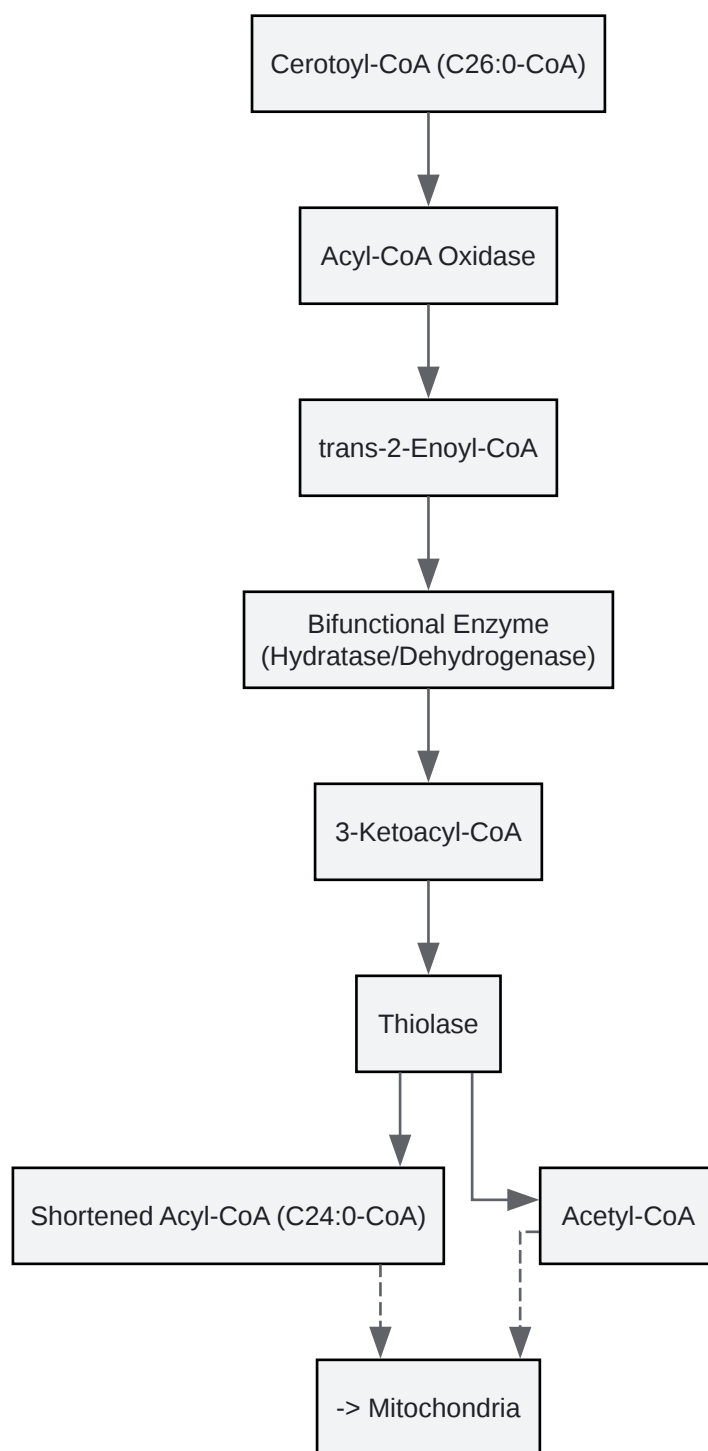 Cerotoyl-CoA (C26:0-CoA)
Acyl-CoA Oxidase
trans-2-Enoyl-CoA
Bifunctional Enzyme
(Hydratase/Dehydrogenase)
3-Ketoacyl-CoA
Thiolase
Shortened Acyl-CoA (C24:0-CoA)
Acetyl-CoA
-> Mitochondria